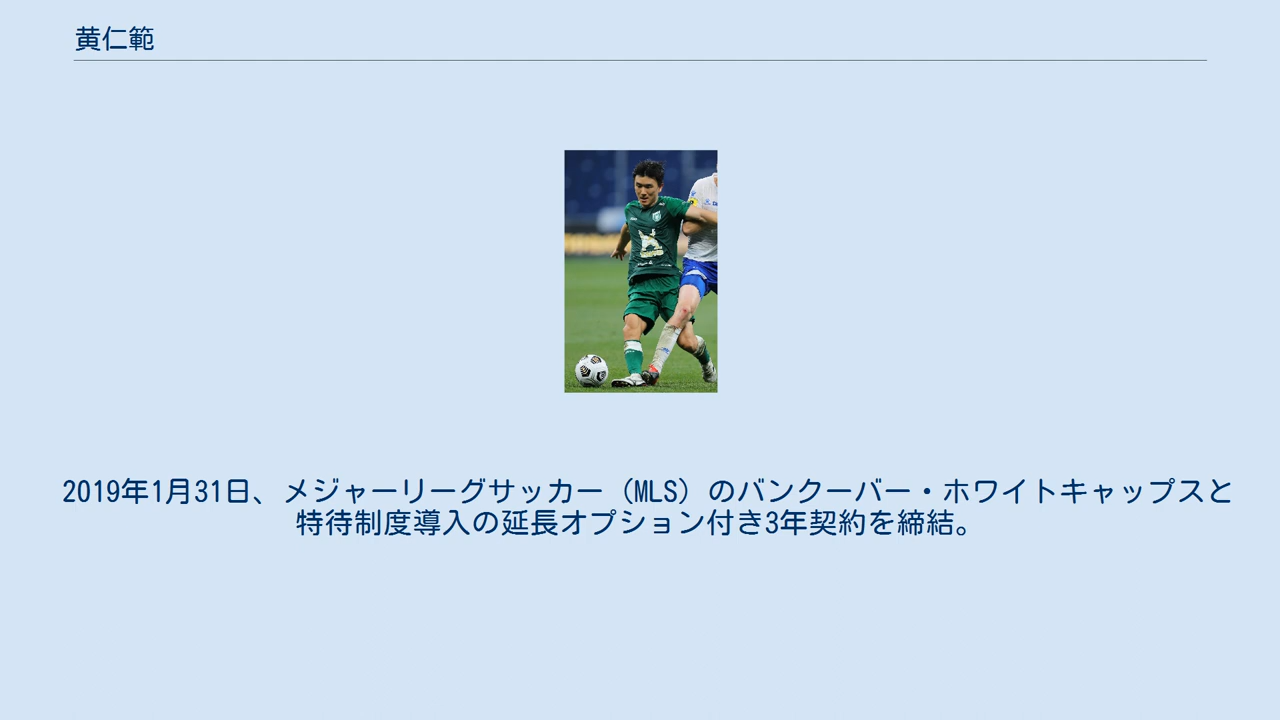 黄仁範
2019年1月31日、メジャーリーグサッカー（MLS）のバンクーバー・ホワイトキャップスと
特待制度導入の延長オプション付き3年契約を締結。